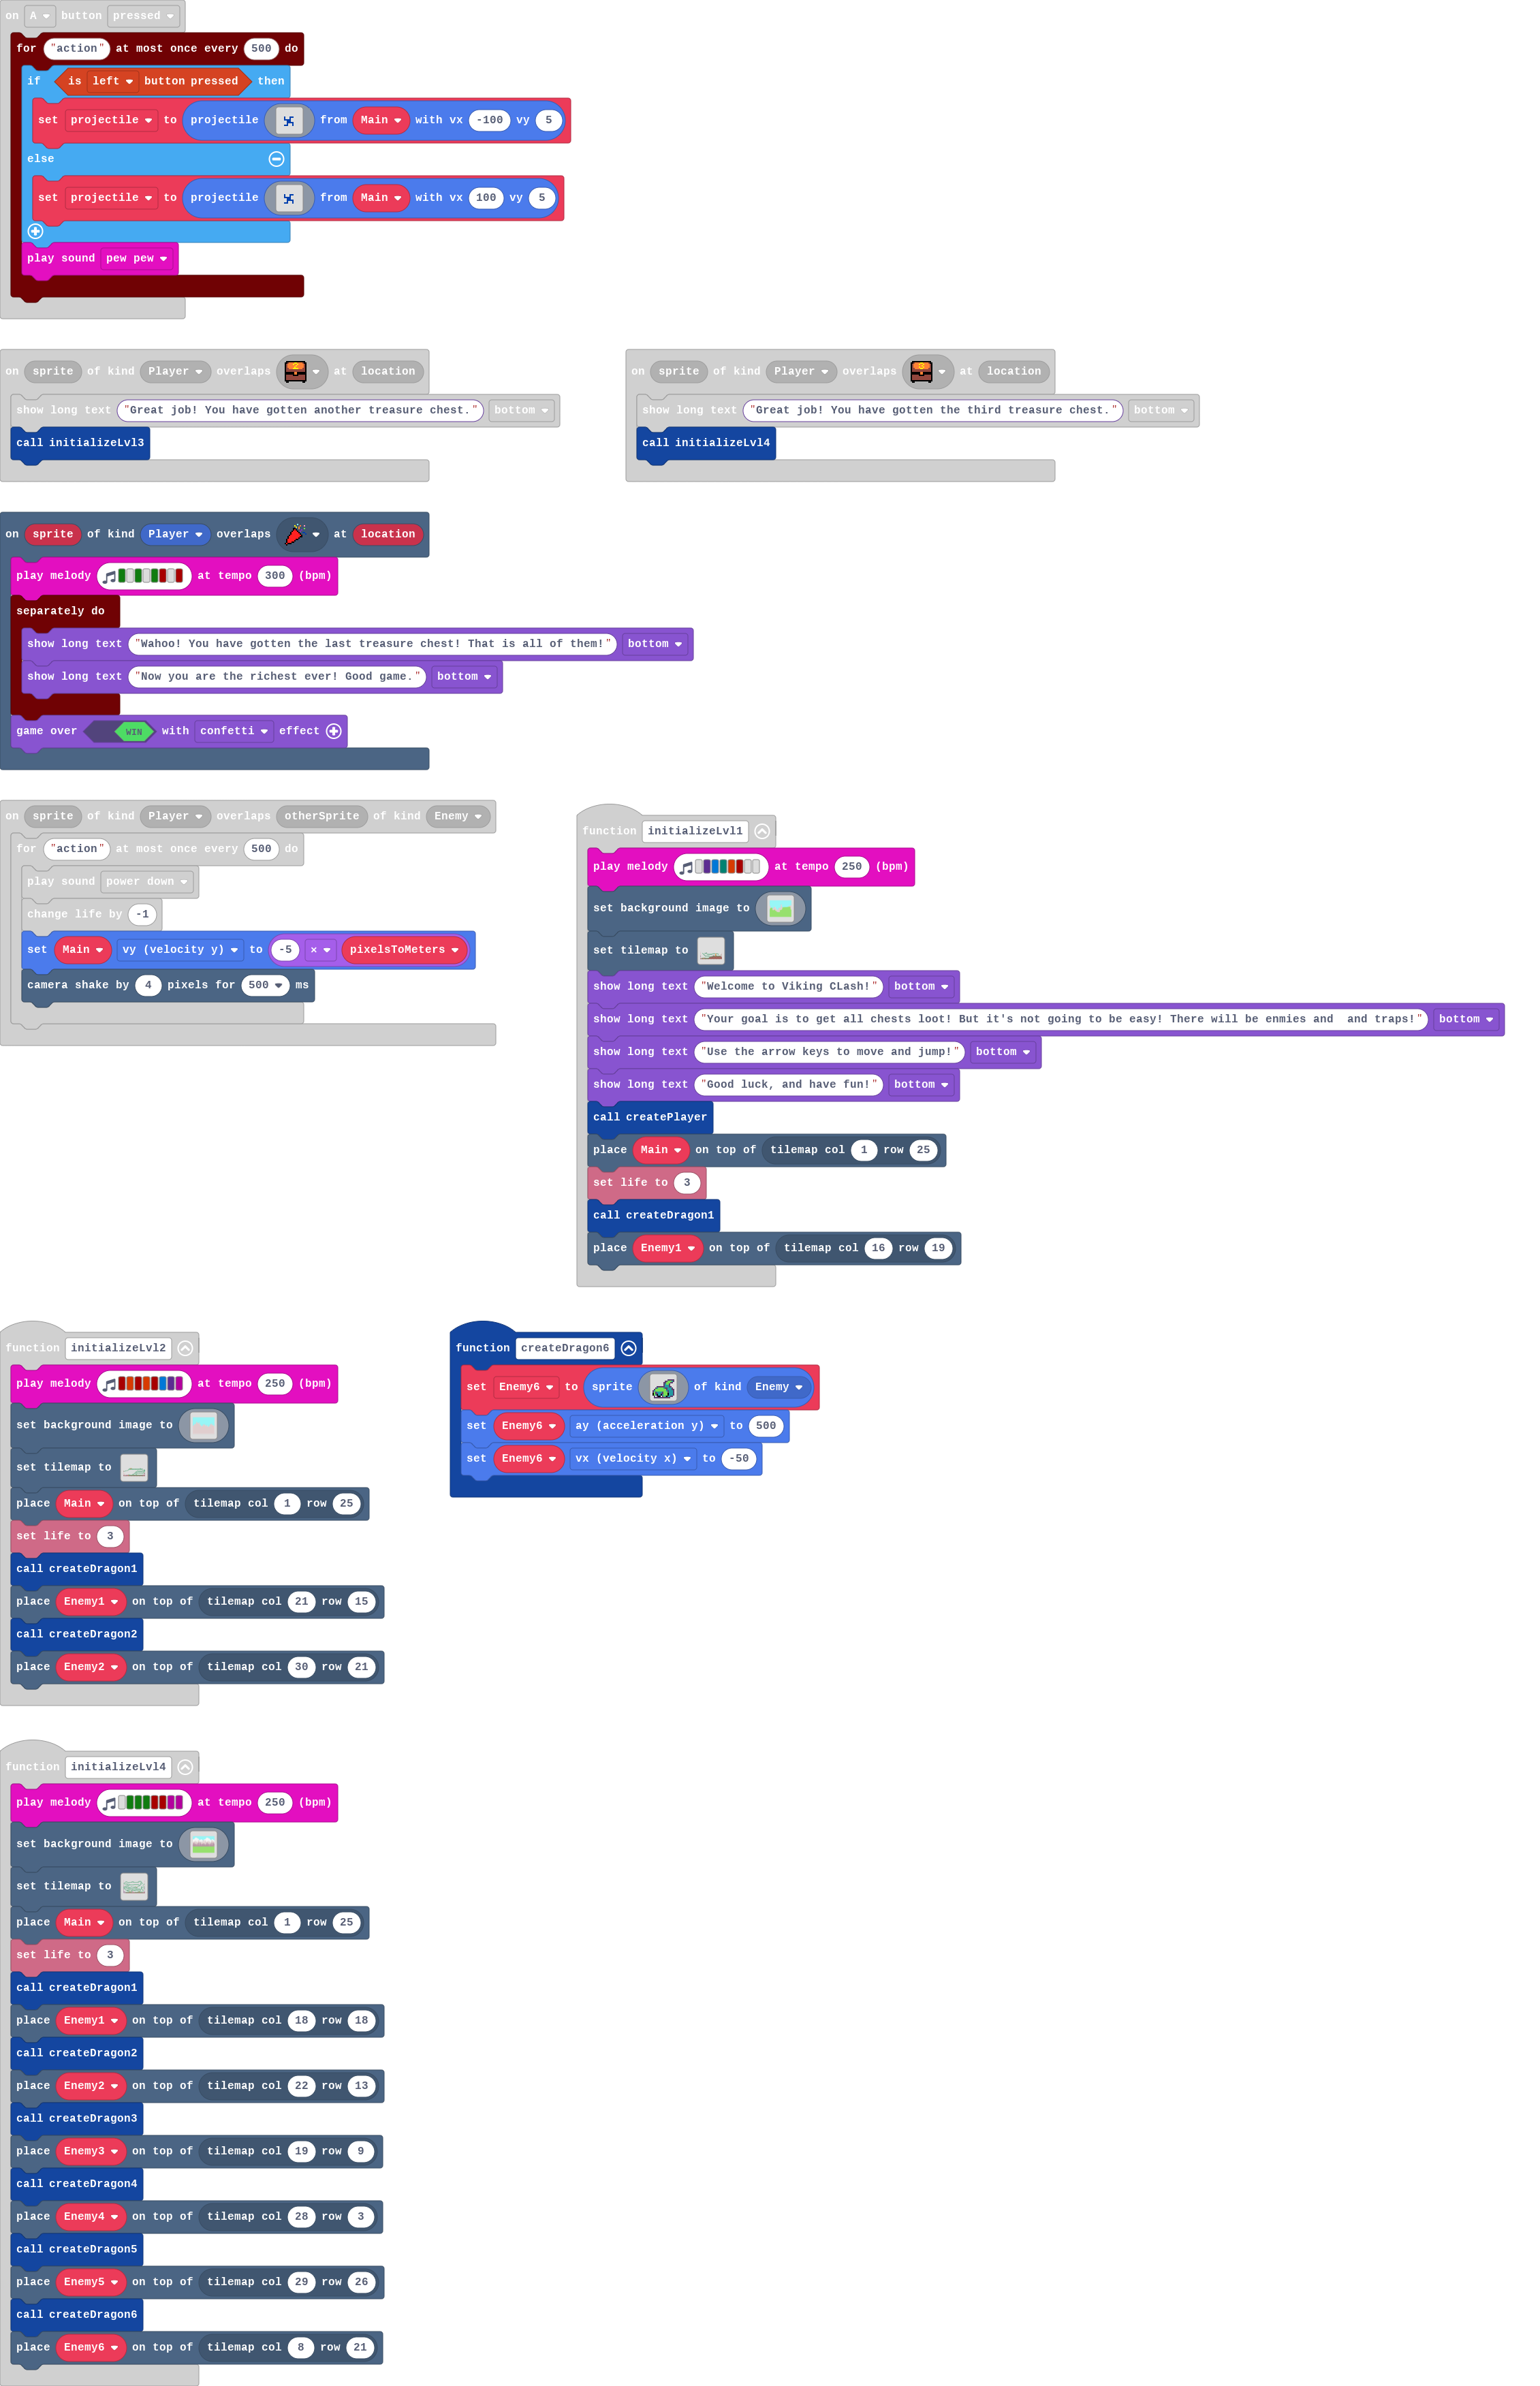 on A button pressed
for "action" at most once every 500 do
if is left button pressed then
set projectile to projectile from Main with vx -100 vy 5
else
set projectile to projectile from Main with vx 100 vy 5
play sound pew pew
on sprite of kind Player overlaps at location
show long text "Great job! You have gotten another treasure chest." bottom
call initializeLvl3
on sprite of kind Player overlaps at location
show long text "Great job! You have gotten the third treasure chest." bottom
call initializeLvl4
on sprite of kind Player overlaps at location
play melody at tempo 300 (bpm)
separately do
show long text "Wahoo! You have gotten the last treasure chest! That is all of them!" bottom
show long text "Now you are the richest ever! Good game." bottom
game over WIN with confetti effect
on sprite of kind Player overlaps otherSprite of kind Enemy
for "action" at most once every 500 do
play sound power down
change life by -1
set Main vy (velocity y) to -5 × pixelsToMeters
camera shake by 4 pixels for 500 ms
function initializeLvl1
play melody at tempo 250 (bpm)
set background image to
set tilemap to
show long text "Welcome to Viking CLash!" bottom
show long text "Your goal is to get all chests loot! But it's not going to be easy! There will be enmies and  and traps!" bottom
show long text "Use the arrow keys to move and jump!" bottom
show long text "Good luck, and have fun!" bottom
call createPlayer
place Main on top of tilemap col 1 row 25
set life to 3
call createDragon1
place Enemy1 on top of tilemap col 16 row 19
function initializeLvl2
play melody at tempo 250 (bpm)
set background image to
set tilemap to
place Main on top of tilemap col 1 row 25
set life to 3
call createDragon1
place Enemy1 on top of tilemap col 21 row 15
call createDragon2
place Enemy2 on top of tilemap col 30 row 21
function createDragon6
set Enemy6 to sprite of kind Enemy
set Enemy6 ay (acceleration y) to 500
set Enemy6 vx (velocity x) to -50
function initializeLvl4
play melody at tempo 250 (bpm)
set background image to
set tilemap to
place Main on top of tilemap col 1 row 25
set life to 3
call createDragon1
place Enemy1 on top of tilemap col 18 row 18
call createDragon2
place Enemy2 on top of tilemap col 22 row 13
call createDragon3
place Enemy3 on top of tilemap col 19 row 9
call createDragon4
place Enemy4 on top of tilemap col 28 row 3
call createDragon5
place Enemy5 on top of tilemap col 29 row 26
call createDragon6
place Enemy6 on top of tilemap col 8 row 21